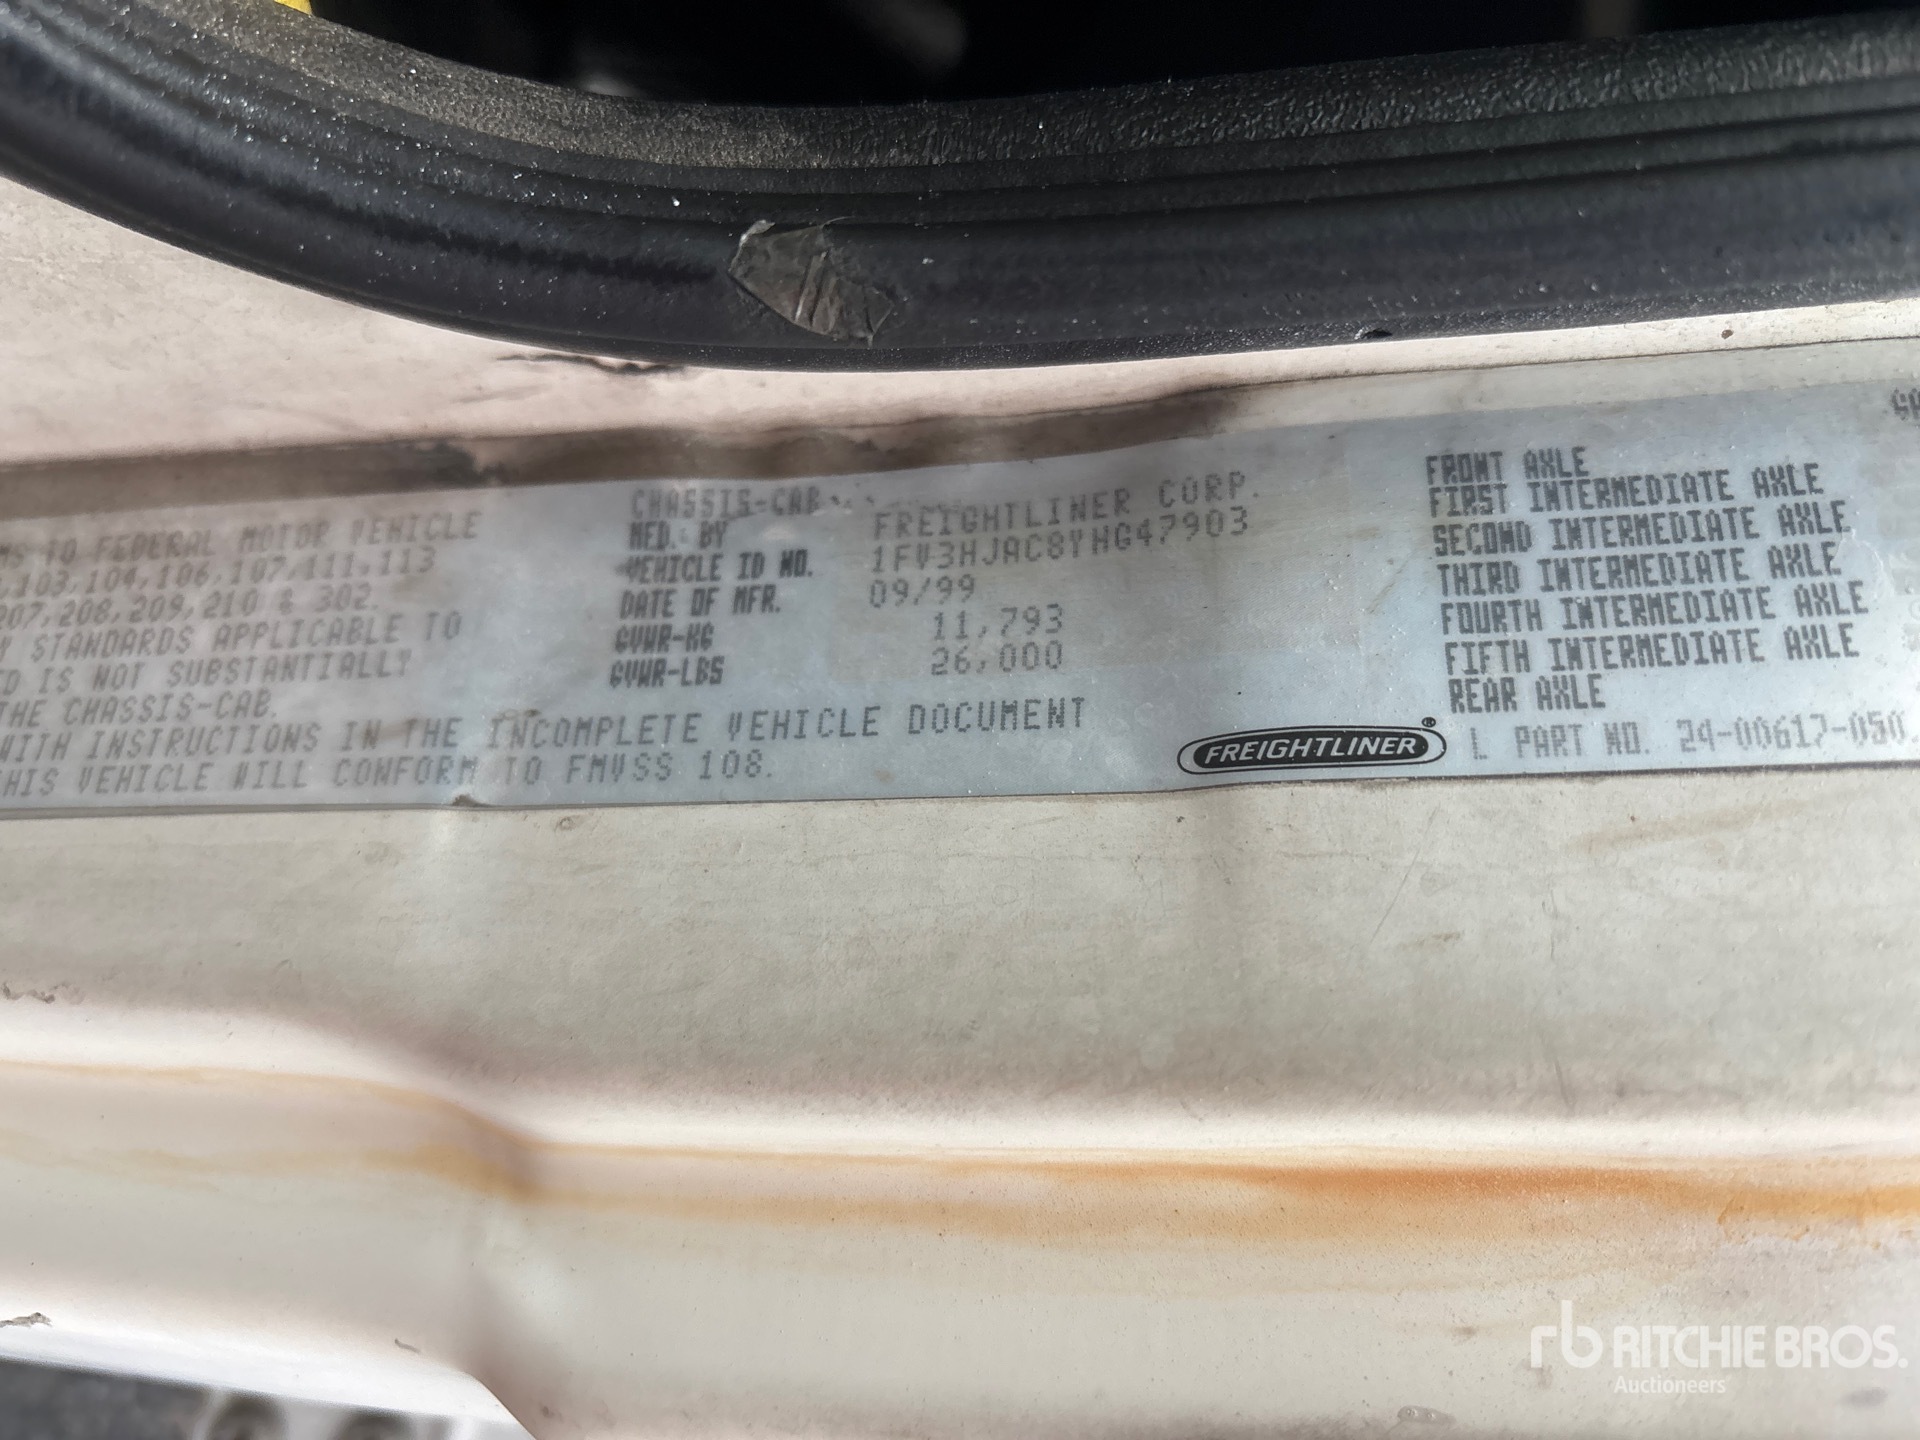 MS TO FEDERAL MOTOR VEHICLE
,103,104,106,107,111,113
207,208,209,210 & 302.
Y STANDARDS APPLICABLE TO
D IS NOT SUBSTANTIALLY
THE CHASSIS-CAB.
WITH INSTRUCTIONS IN THE INCOMPLETE VEHICLE DOCUMENT
HIS VEHICLE WILL CONFORM TO FMVSS 108.
CHASSIS-CAB
MFD. BY FREIGHTLINER CORP.
VEHICLE ID NO. 1FV3HJAC8YHG47903
DATE OF MFR. 09/99
GVWR-KG 11,793
GVWR-LBS 26,000
FREIGHTLINER®
FRONT AXLE
FIRST INTERMEDIATE AXLE
SECOND INTERMEDIATE AXLE
THIRD INTERMEDIATE AXLE
FOURTH INTERMEDIATE AXLE
FIFTH INTERMEDIATE AXLE
REAR AXLE
L PART NO. 24-00617-050
rb RITCHIE BROS.
Auctioneers